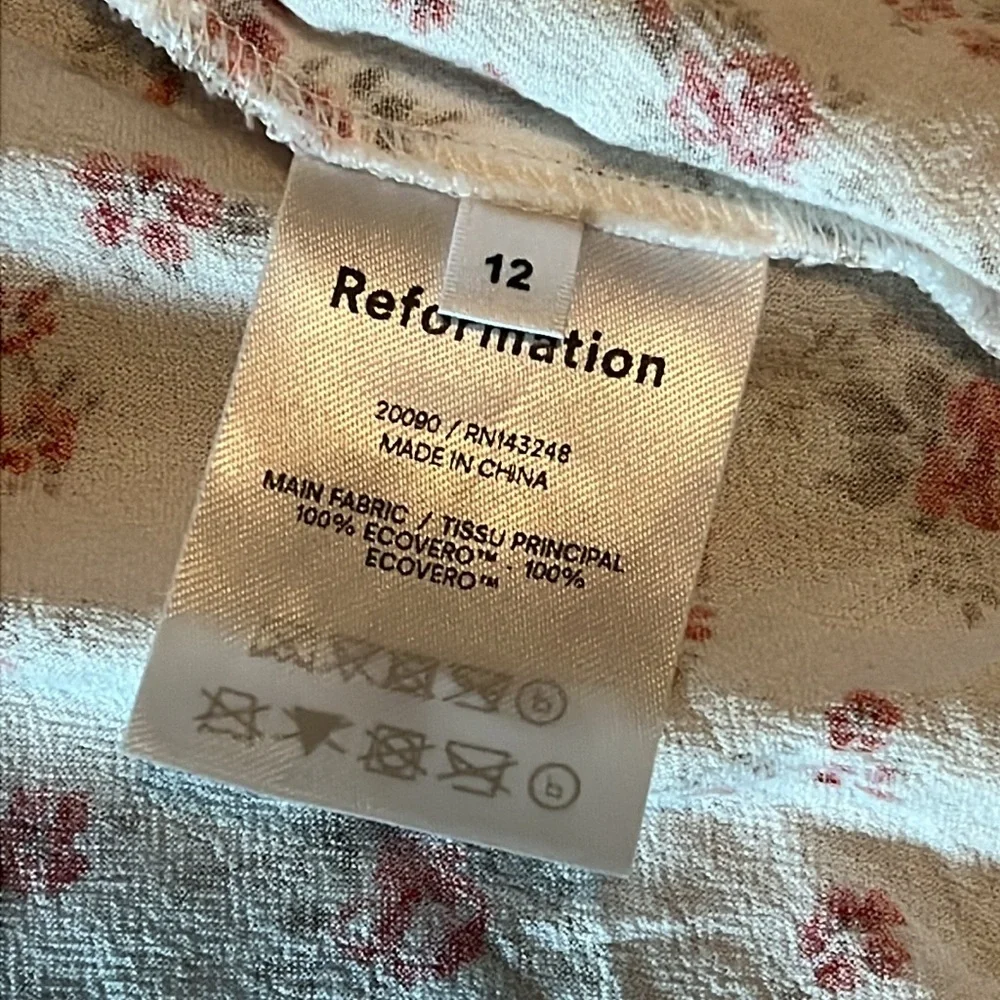 12
Reformation
20090 / RN143248
MADE IN CHINA
MAIN FABRIC / TISSU PRINCIPAL
100% ECOVERO™ - 100%
ECOVERO™